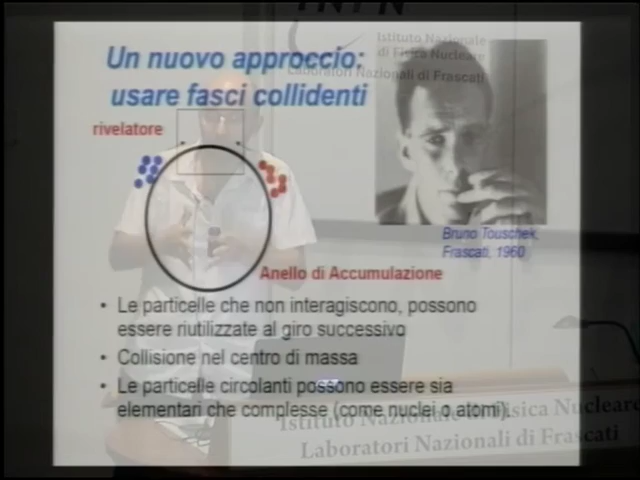 INFN
Istituto Nazionale
di Fisica Nucleare
Laboratori Nazionali di Frascati
Un nuovo approccio:
usare fasci collidenti
rivelatore
Bruno Touschek,
Frascati, 1960
Anello di Accumulazione
• Le particelle che non interagiscono, possono
essere riutilizzate al giro successivo
• Collisione nel centro di massa
• Le particelle circolanti possono essere sia
elementari che complesse (come nuclei o atomi).
Istituto Nazionale di Fisica Nucleare
Laboratori Nazionali di Frascati